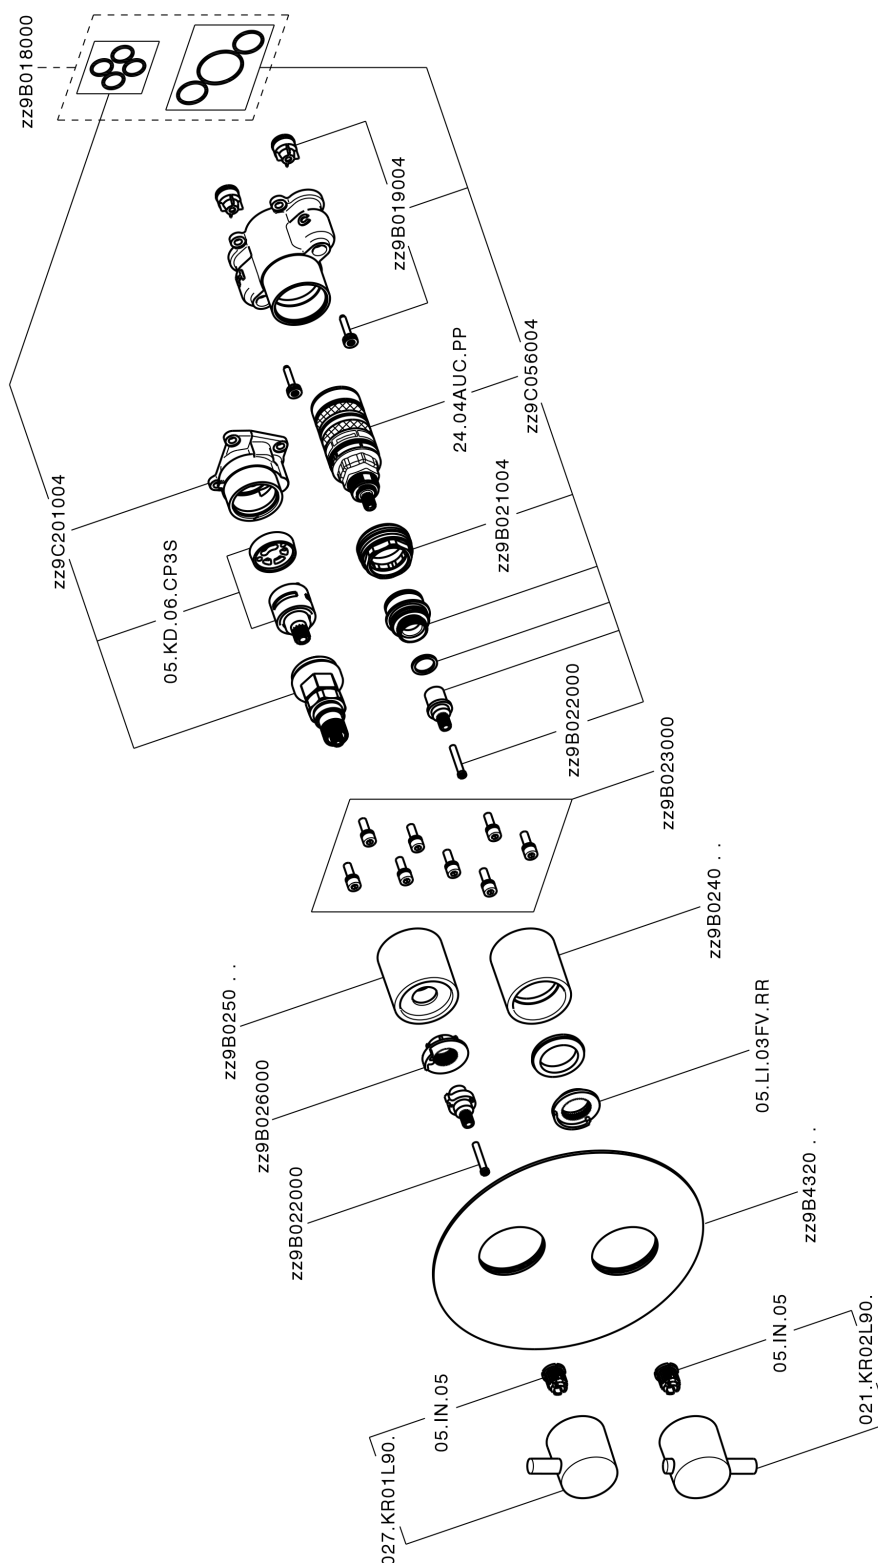 zz9B018000
zz9B019004
24.04AUC.PP
zz9C056004
zz9C201004
05.KD.06.CP3S
zz9B021004
zz9B022000
zz9B023000
zz9B0240 . .
zz9B0250 . .
zz9B026000
05.LI.03FV.RR
zz9B022000
zz9B4320 . .
05.IN.05
05.IN.05
021.KR02L90.
027.KR01L90.